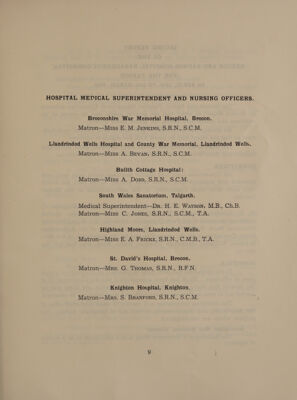 HOSPITAL MEDICAL SUPERINTENDENT AND NURSING OFFICERS.
Breconshire War Memorial Hospital, Brecon.
Matron—Miss E. M. Jenkins, S.R.N., S.C.M.
Llandrindod Wells Hospital and County War Memorial, Llandrindod Wells.
Matron—Miss A. Bevan, S.R.N., S.C.M.
Builth Cottage Hospital:
Matron—Miss A. Dobs, S.R.N., S.C.M.
South Wales Sanatorium, Talgarth.
Medical Superintendent—Dr. H. E. Watson, M.B., Ch.B.
Matron—Miss C. Jones, S.R.N., S.C.M., T.A.
Highland Moors, Llandrindod Wells.
Matron—Miss E. A. Fricke, S.R.N., C.M.B., T.A.
St. David's Hospital, Brecon.
Matron—Mrs. G. Thomas, S.R.N., R.F.N.
Knighton Hospital, Knighton.
Matron—Mrs. S. Branford, S.R.N., S.C.M.
9